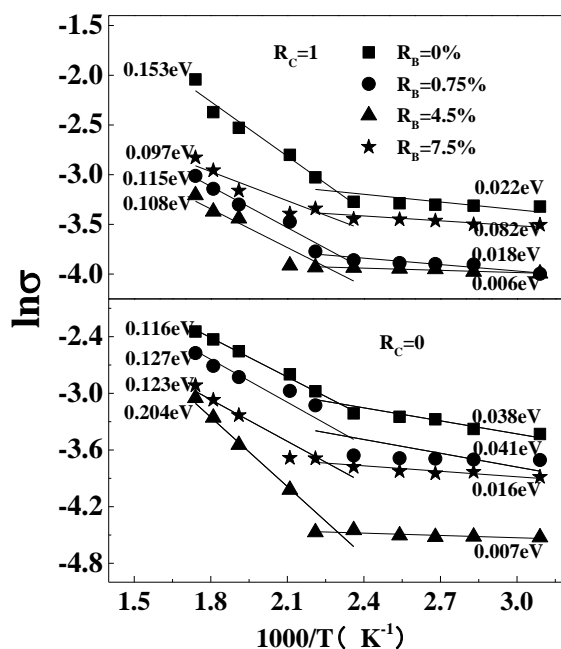 -1.5
-2.0
-2.5
-3.0
-3.5
-4.0
R_C=1
R_B=0%
R_B=0.75%
R_B=4.5%
R_B=7.5%
0.153eV
0.097eV
0.115eV
0.108eV
0.022eV
0.082eV
0.018eV
0.006eV
lnσ
-2.4
-3.0
-3.6
-4.2
-4.8
R_C=0
0.116eV
0.127eV
0.123eV
0.204eV
0.038eV
0.041eV
0.016eV
0.007eV
1.5 1.8 2.1 2.4 2.7 3.0
1000/T( K^-1)